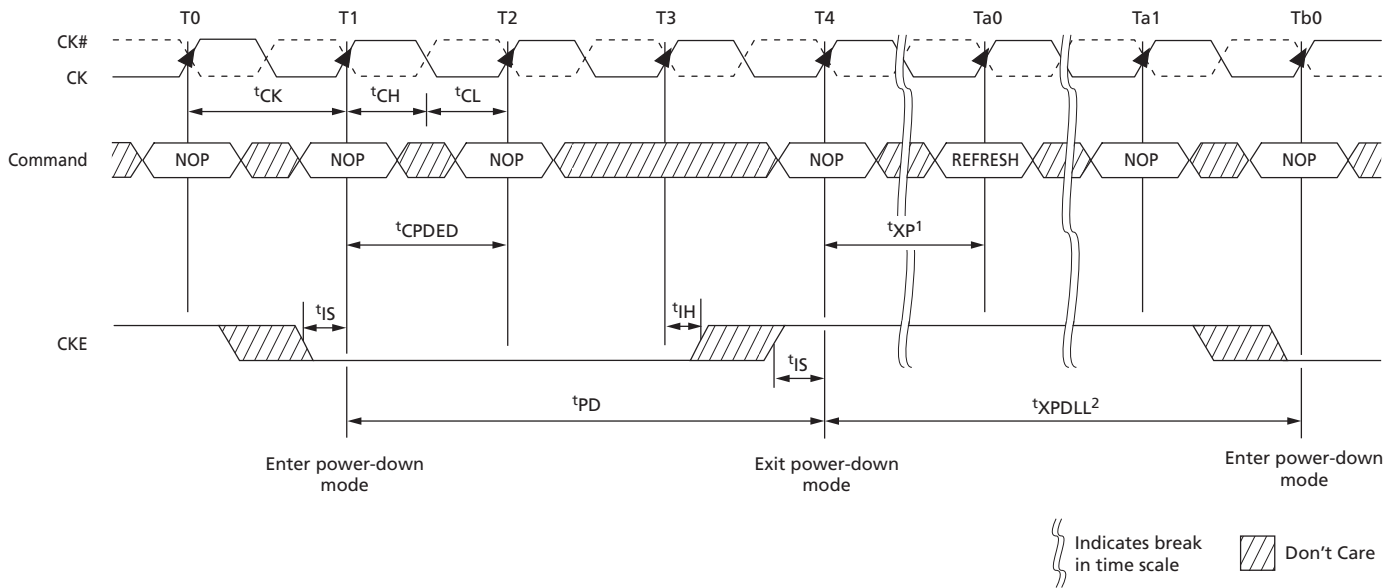 T0 T1 T2 T3 T4 Ta0 Ta1 Tb0
CK#
CK
tCK tCH tCL
Command NOP NOP NOP NOP REFRESH NOP NOP
tCPDED tXP1
tIS tIH
CKE
tIS
tPD tXPDLL2
Enter power-down
mode
Exit power-down
mode
Enter power-down
mode
Indicates break
in time scale
Don't Care